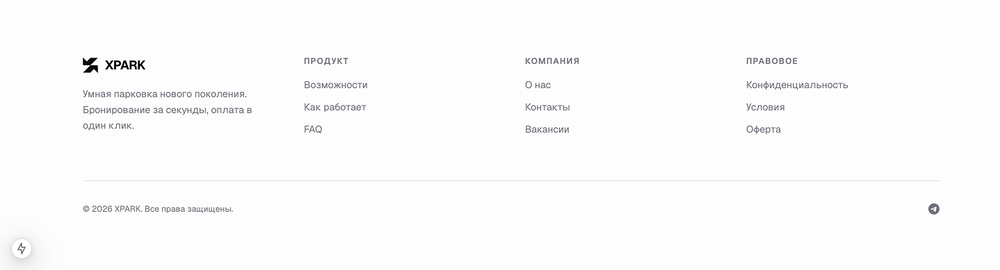 XPARK
Умная парковка нового поколения.
Бронирование за секунды, оплата в
один клик.
ПРОДУКТ
Возможности
Как работает
FAQ
КОМПАНИЯ
О нас
Контакты
Вакансии
ПРАВОВОЕ
Конфиденциальность
Условия
Оферта
© 2026 XPARK. Все права защищены.